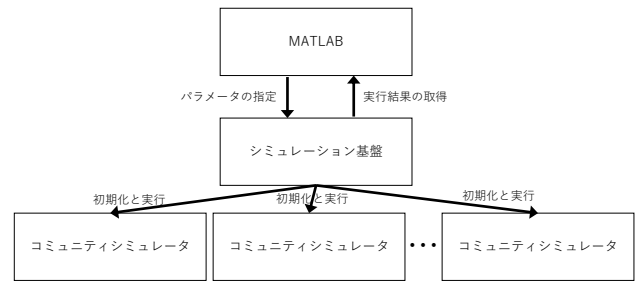 MATLAB
パラメータの指定
実行結果の取得
シミュレーション基盤
初期化と実行
初期化と実行
初期化と実行
コミュニティシミュレータ
コミュニティシミュレータ
・・・
コミュニティシミュレータ